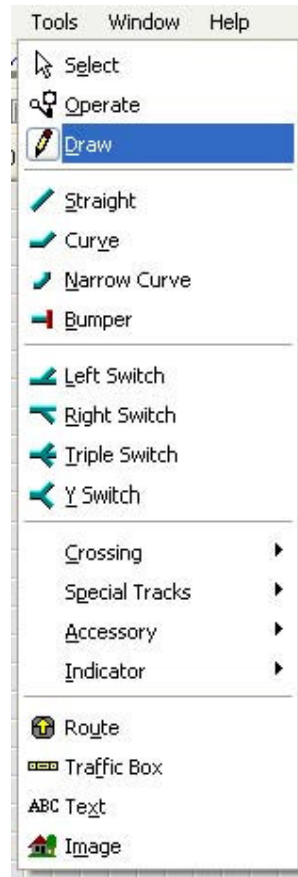 Tools Window Help
Select
Operate
Draw
Straight
Curve
Narrow Curve
Bumper
Left Switch
Right Switch
Triple Switch
Y Switch
Crossing
Special Tracks
Accessory
Indicator
Route
Traffic Box
ABC Text
Image